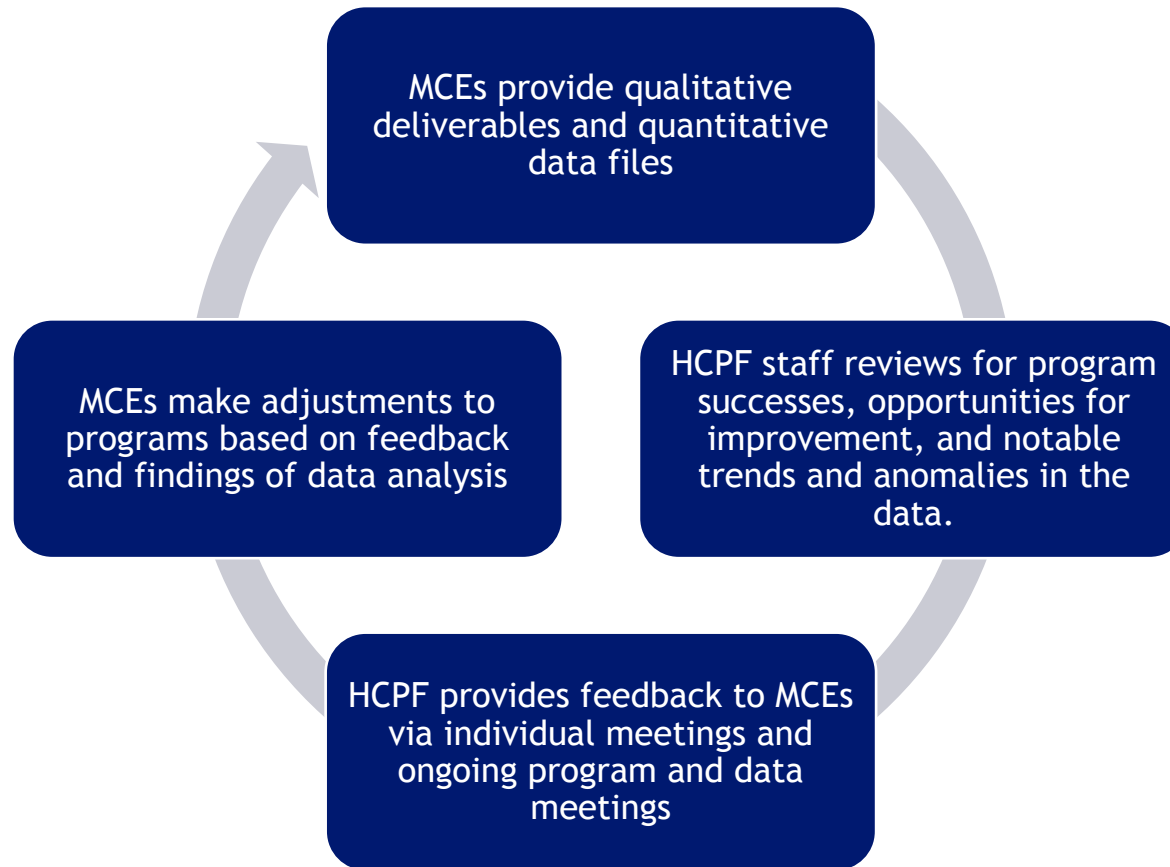 MCEs provide qualitative
deliverables and quantitative
data files
HCPF staff reviews for program
successes, opportunities for
improvement, and notable
trends and anomalies in the
data.
HCPF provides feedback to MCEs
via individual meetings and
ongoing program and data
meetings
MCEs make adjustments to
programs based on feedback
and findings of data analysis